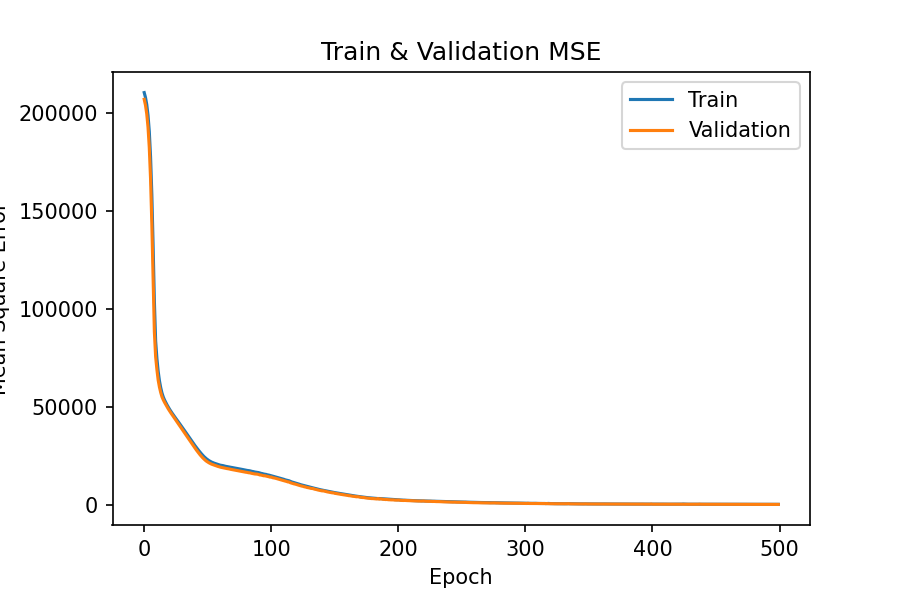 Train & Validation MSE
Train
Validation
200000
150000
100000
50000
0
Mean Square Error
0 100 200 300 400 500
Epoch